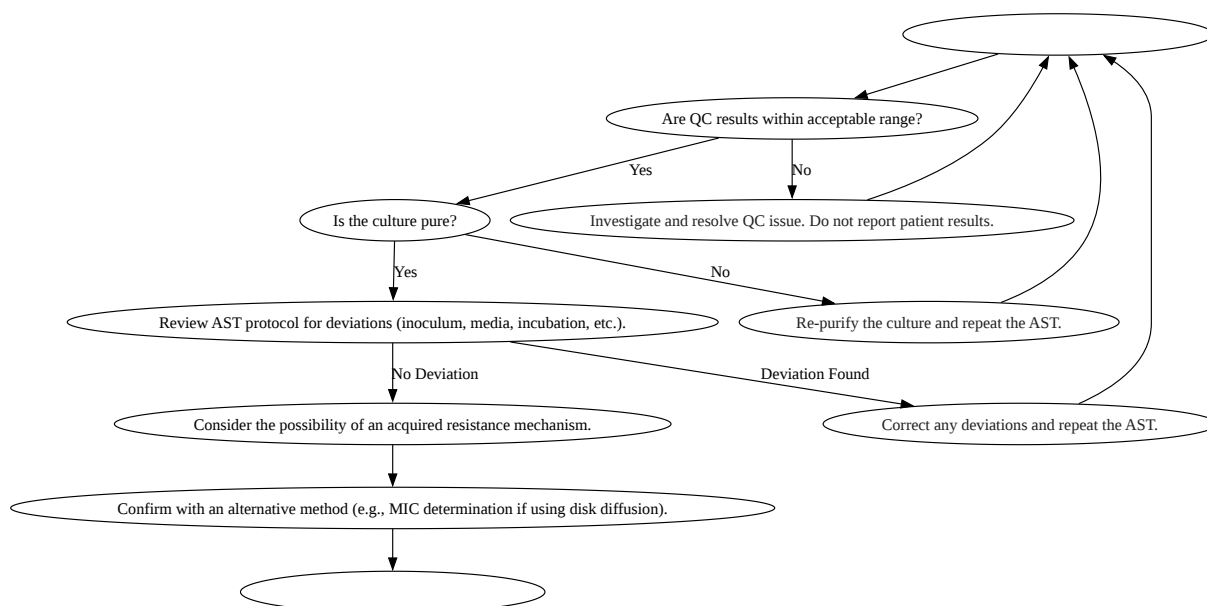 Are QC results within acceptable range?
Yes
No
Is the culture pure?
Investigate and resolve QC issue. Do not report patient results.
Yes
No
Review AST protocol for deviations (inoculum, media, incubation, etc.).
Re-purify the culture and repeat the AST.
No Deviation
Deviation Found
Consider the possibility of an acquired resistance mechanism.
Correct any deviations and repeat the AST.
Confirm with an alternative method (e.g., MIC determination if using disk diffusion).